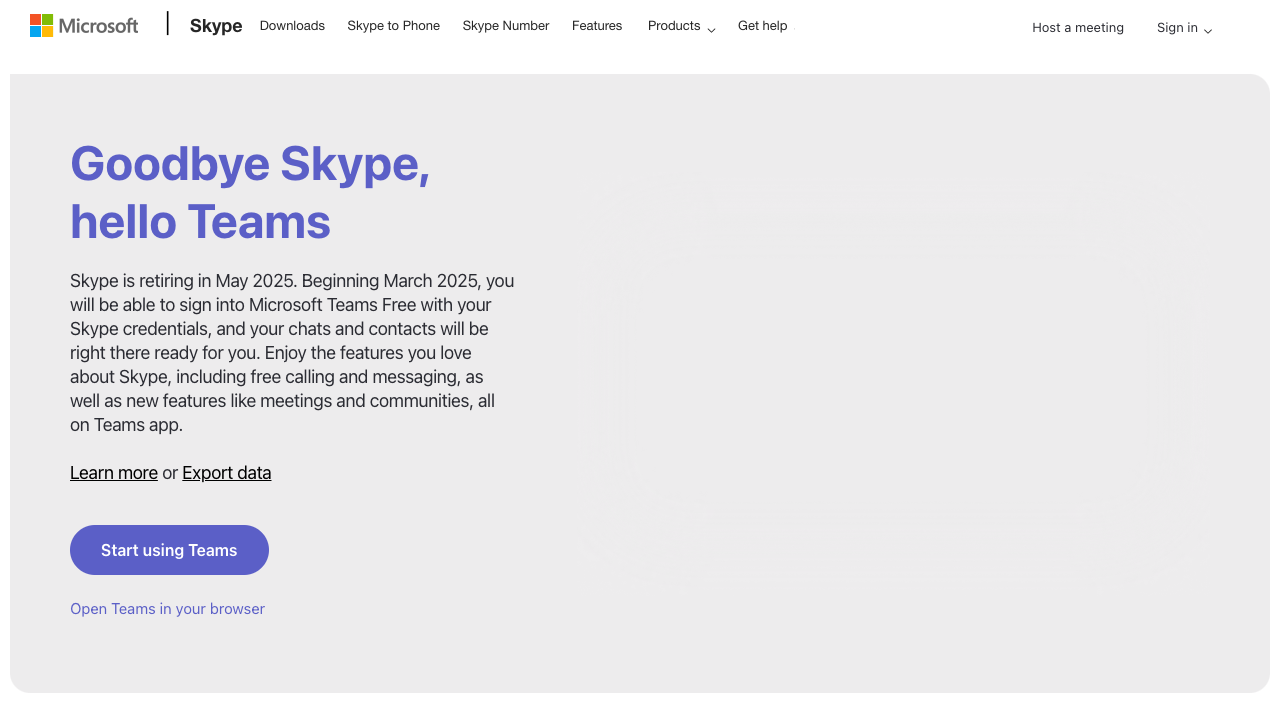 Microsoft | Skype Downloads Skype to Phone Skype Number Features Products Get help Host a meeting Sign in
Goodbye Skype,
hello Teams
Skype is retiring in May 2025. Beginning March 2025, you
will be able to sign into Microsoft Teams Free with your
Skype credentials, and your chats and contacts will be
right there ready for you. Enjoy the features you love
about Skype, including free calling and messaging, as
well as new features like meetings and communities, all
on Teams app.
Learn more or Export data
Start using Teams
Open Teams in your browser